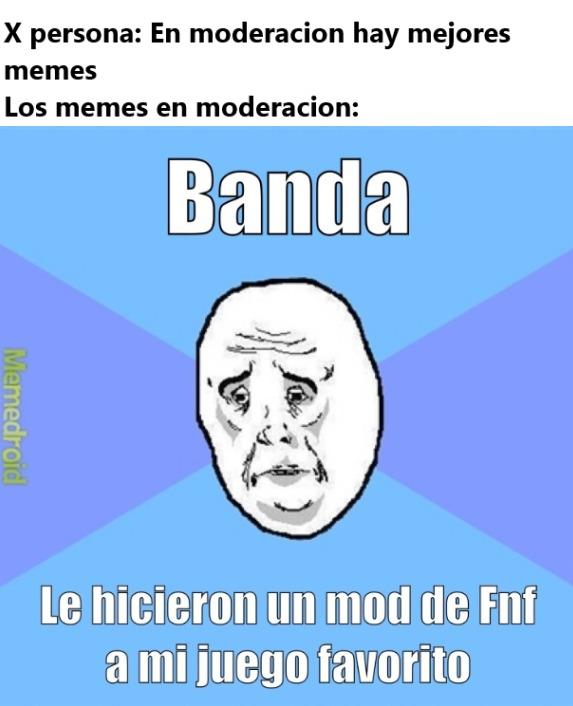 X persona: En moderacion hay mejores
memes
Los memes en moderacion:
Banda
Memedroid
Le hicieron un mod de Fnf
a mi juego favorito